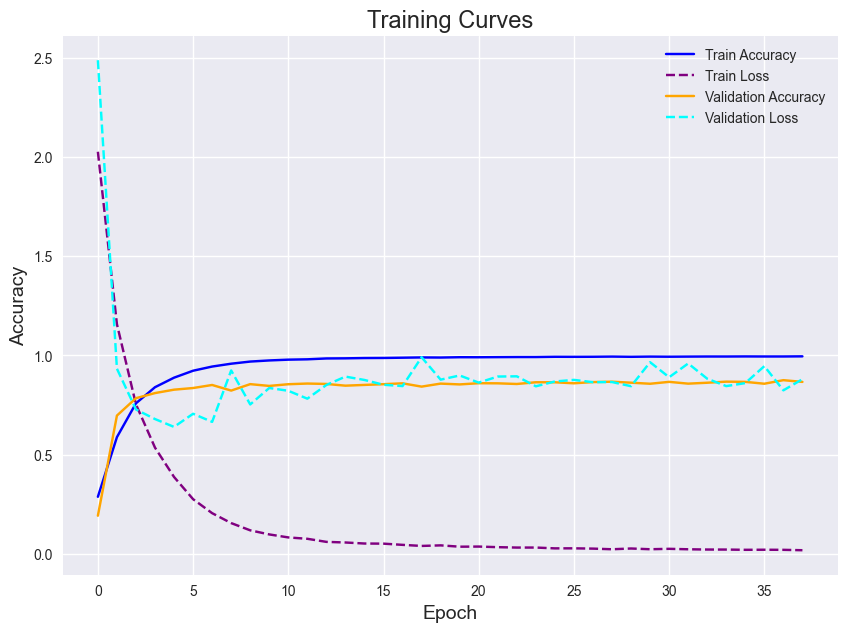 Training Curves
2.5
2.0
1.5
1.0
0.5
0.0
Accuracy
Train Accuracy
Train Loss
Validation Accuracy
Validation Loss
0 5 10 15 20 25 30 35
Epoch